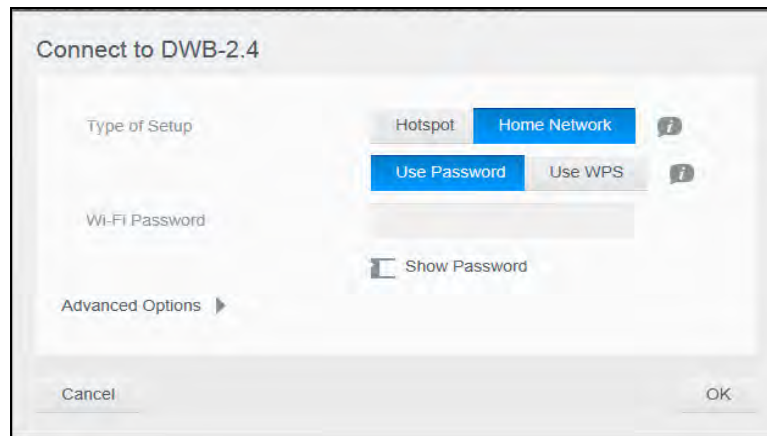 Connect to DWB-2.4
Type of Setup Hotspot Home Network
Use Password Use WPS
Wi-Fi Password
Show Password
Advanced Options
Cancel OK